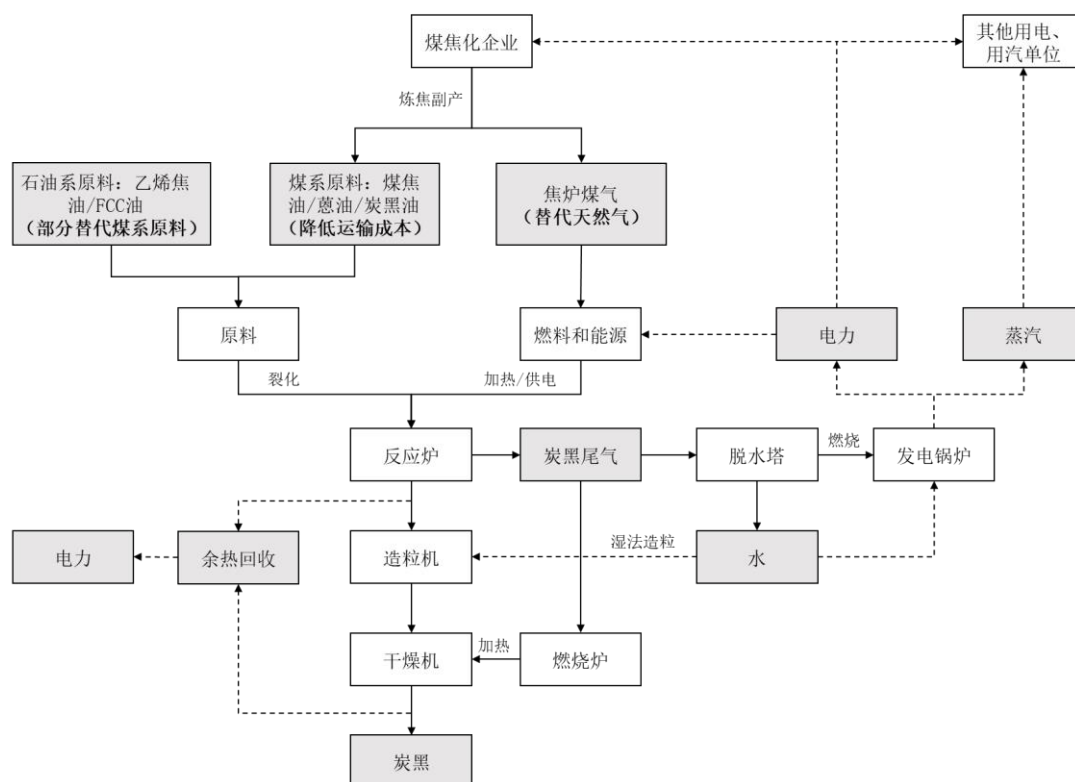 煤焦化企业
其他用电、
用汽单位
炼焦副产
石油系原料：乙烯焦
油/FCC油
（部分替代煤系原料）
煤系原料：煤焦
油/蒽油/炭黑油
（降低运输成本）
焦炉煤气
（替代天然气）
原料
燃料和能源
电力
蒸汽
裂化
加热/供电
反应炉
炭黑尾气
脱水塔
燃烧
发电锅炉
电力
余热回收
造粒机
湿法造粒
水
干燥机
加热
燃烧炉
炭黑